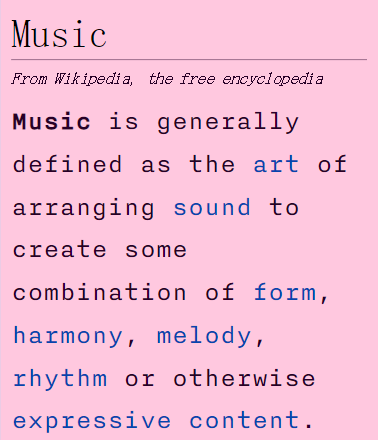 Music
From Wikipedia, the free encyclopedia
Music is generally
defined as the art of
arranging sound to
create some
combination of form,
harmony, melody,
rhythm or otherwise
expressive content.